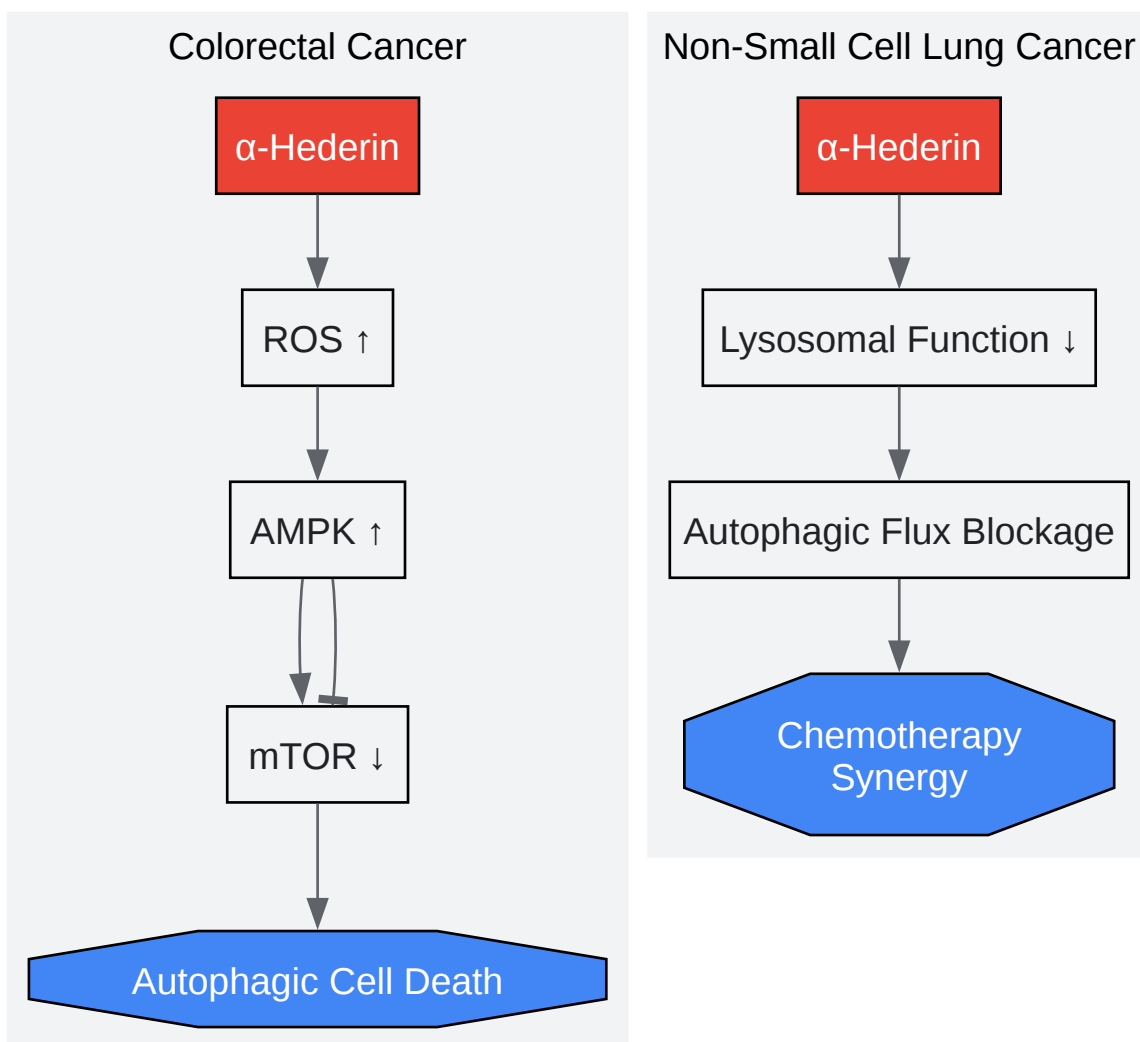 Colorectal Cancer
α-Hederin
ROS ↑
AMPK ↑
mTOR ↓
Autophagic Cell Death
Non-Small Cell Lung Cancer
α-Hederin
Lysosomal Function ↓
Autophagic Flux Blockage
Chemotherapy
Synergy